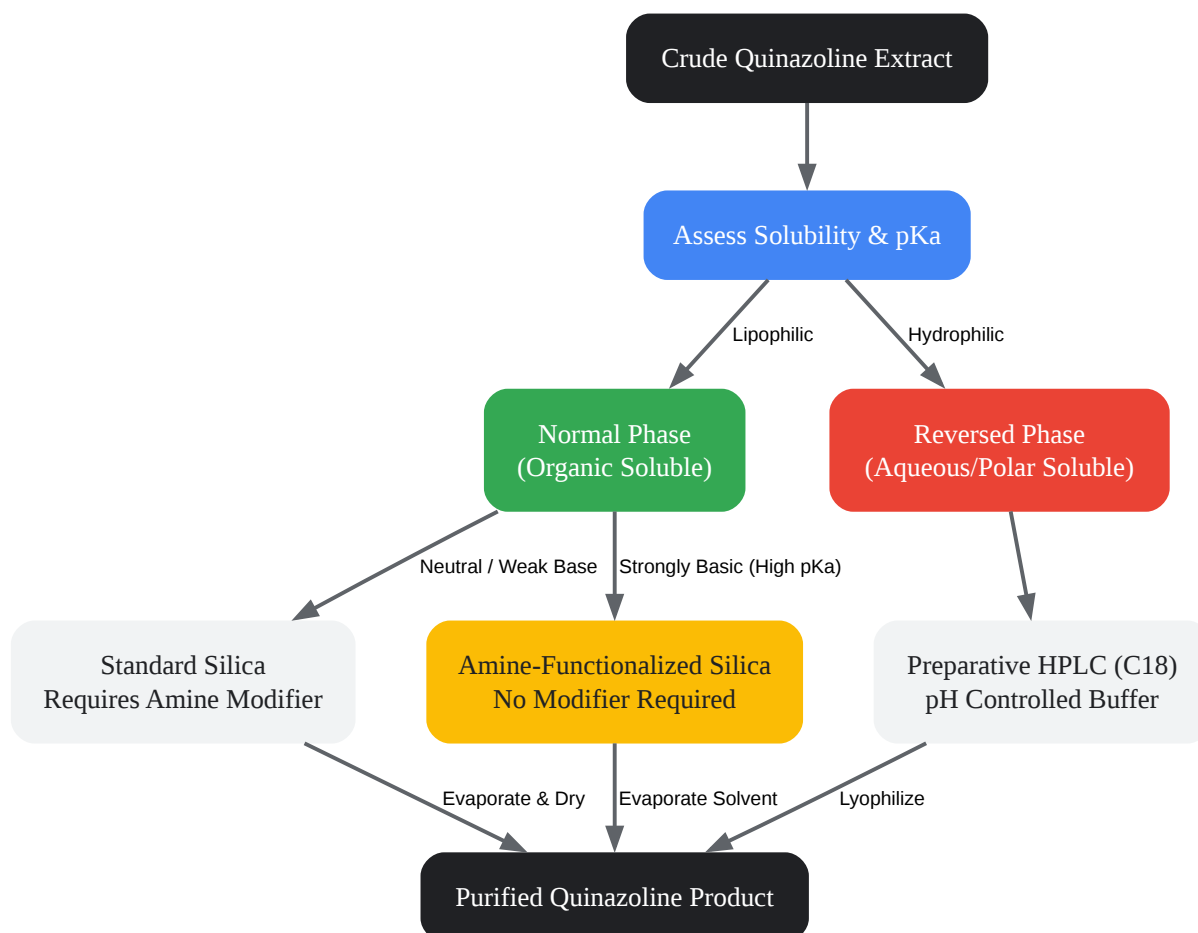 Crude Quinazoline Extract
Assess Solubility & pKa
Lipophilic
Hydrophilic
Normal Phase
(Organic Soluble)
Reversed Phase
(Aqueous/Polar Soluble)
Neutral / Weak Base
Strongly Basic (High pKa)
Standard Silica
Requires Amine Modifier
Amine-Functionalized Silica
No Modifier Required
Preparative HPLC (C18)
pH Controlled Buffer
Evaporate & Dry
Evaporate Solvent
Lyophilize
Purified Quinazoline Product